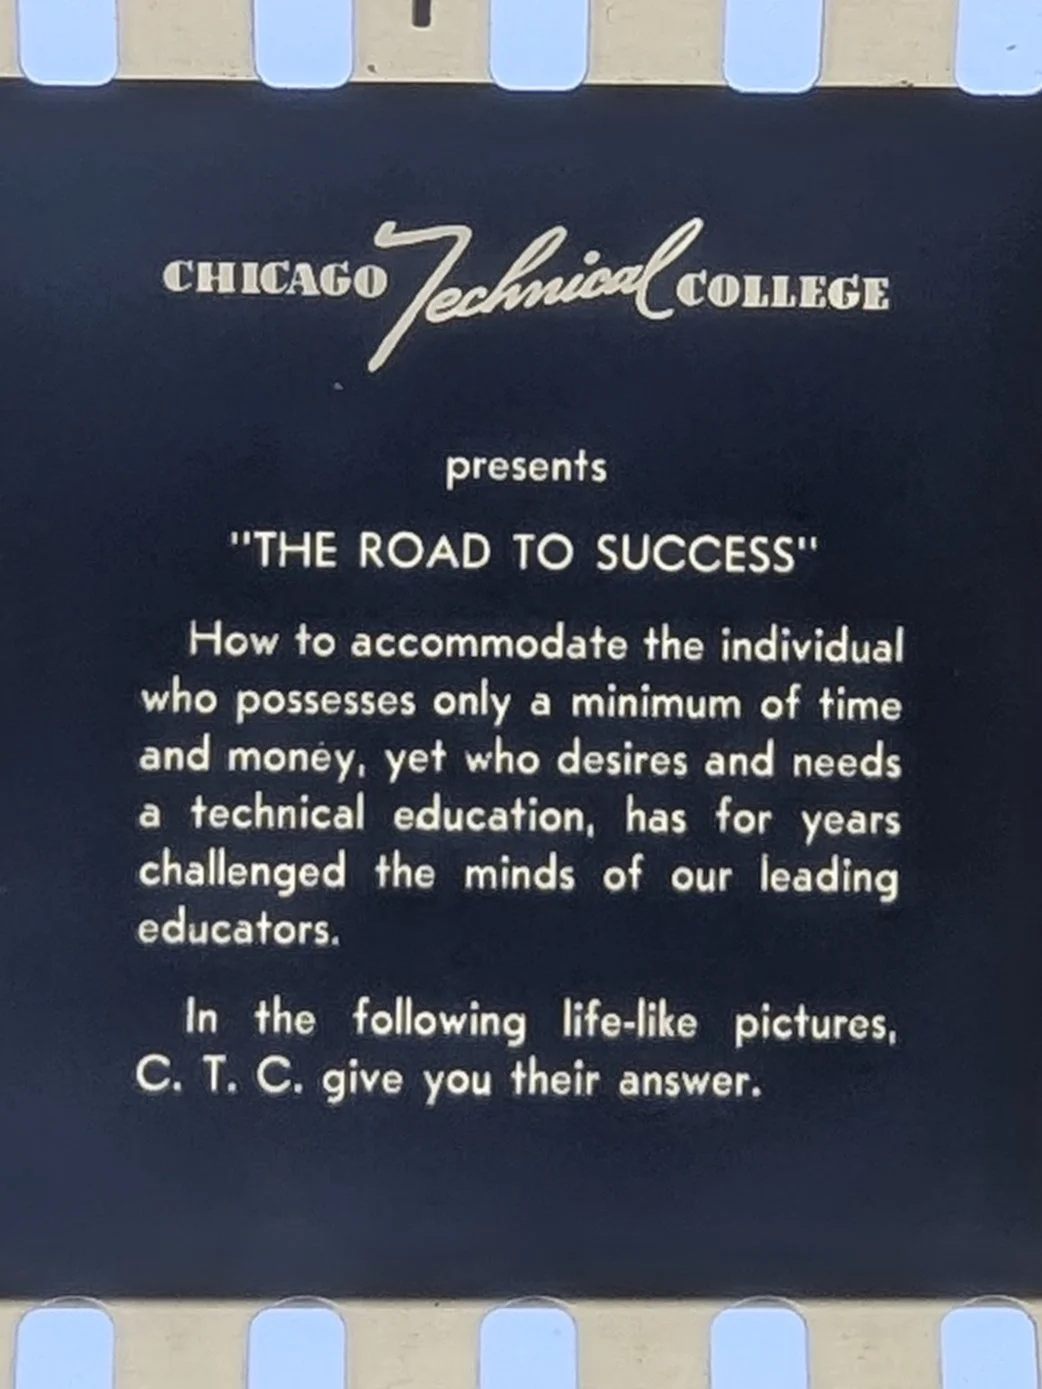 CHICAGO Technical COLLEGE
presents
"THE ROAD TO SUCCESS"
How to accommodate the individual
who possesses only a minimum of time
and money, yet who desires and needs
a technical education, has for years
challenged the minds of our leading
educators.
In the following life-like pictures,
C. T. C. give you their answer.